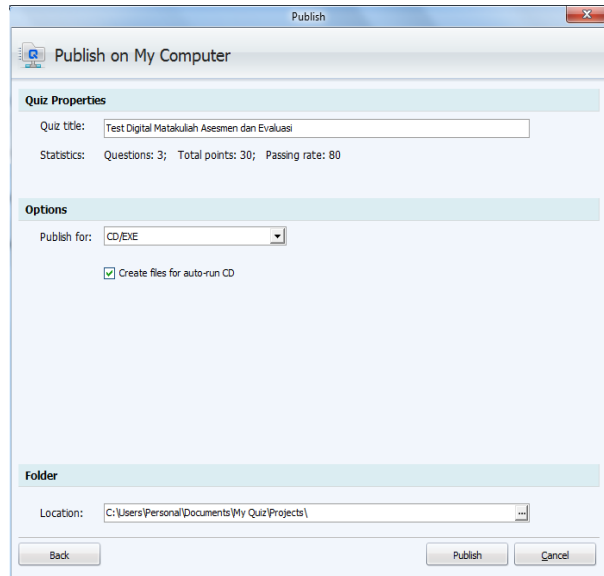 Publish
Publish on My Computer
Quiz Properties
Quiz title: Test Digital Matakuliah Asesmen dan Evaluasi
Statistics: Questions: 3; Total points: 30; Passing rate: 80
Options
Publish for: CD/EXE
Create files for auto-run CD
Folder
Location: C:\Users\Personal\Documents\My Quiz\Projects\ ...
Back Publish Cancel